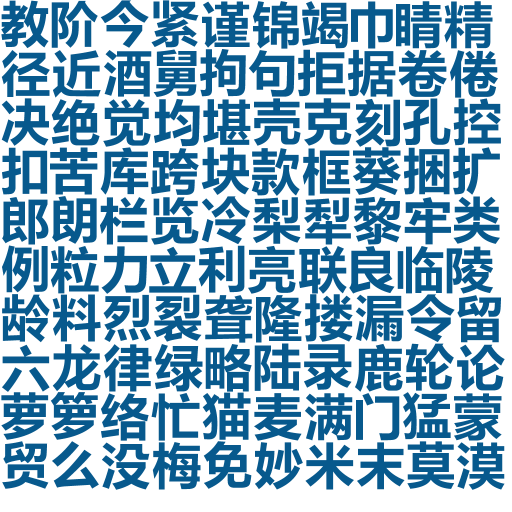 教阶今紧谨锦竭巾睛精
径近酒舅拘句拒据卷倦
决绝觉均堪壳克刻孔控
扣苦库跨块款框葵捆扩
郎朗栏览冷梨犁黎牢类
例粒力立利亮联良临陵
龄料烈裂聋隆搂漏令留
六龙律绿略陆录鹿轮论
萝箩络忙猫麦满门猛蒙
贸么没梅免妙米末莫漠